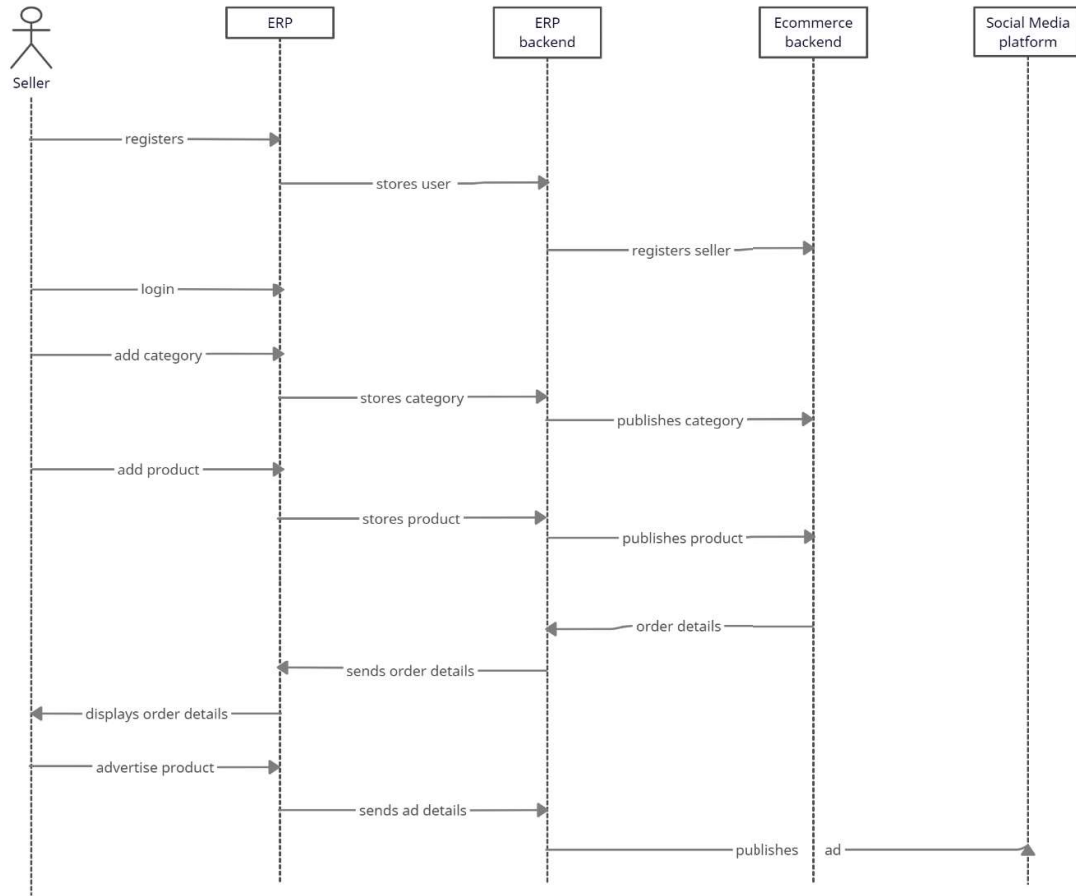 ERP
ERP
backend
Ecommerce
backend
Social Media
platform
Seller
registers
stores user
registers seller
login
add category
stores category
publishes category
add product
stores product
publishes product
order details
sends order details
displays order details
advertise product
sends ad details
publishes ad